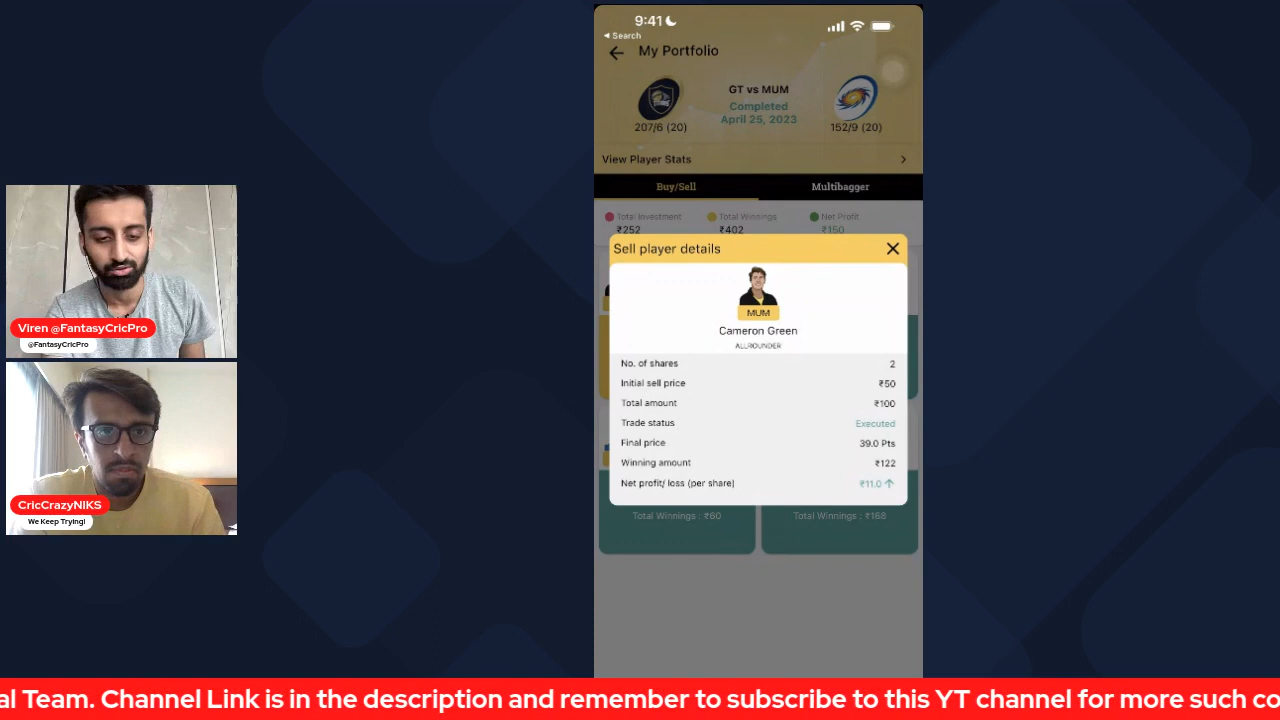 9:41
Search
My Portfolio
GT vs MUM
Completed
April 25, 2023
207/6 (20)
152/9 (20)
View Player Stats
Buy/Sell
Multibagger
Total Investment
₹252
Total Winnings
₹402
Net Profit
₹150
Sell player details
MUM
Cameron Green
ALLROUNDER
No. of shares 2
Initial sell price ₹50
Total amount ₹100
Trade status Executed
Final price 39.0 Pts
Winning amount ₹122
Net profit/ loss (per share) ₹11.0
Total Winnings : ₹60
Total Winnings : ₹168
Viren @FantasyCricPro
@FantasyCricPro
CricCrazyNIKS
We Keep Trying!
al Team. Channel Link is in the description and remember to subscribe to this YT channel for more such co